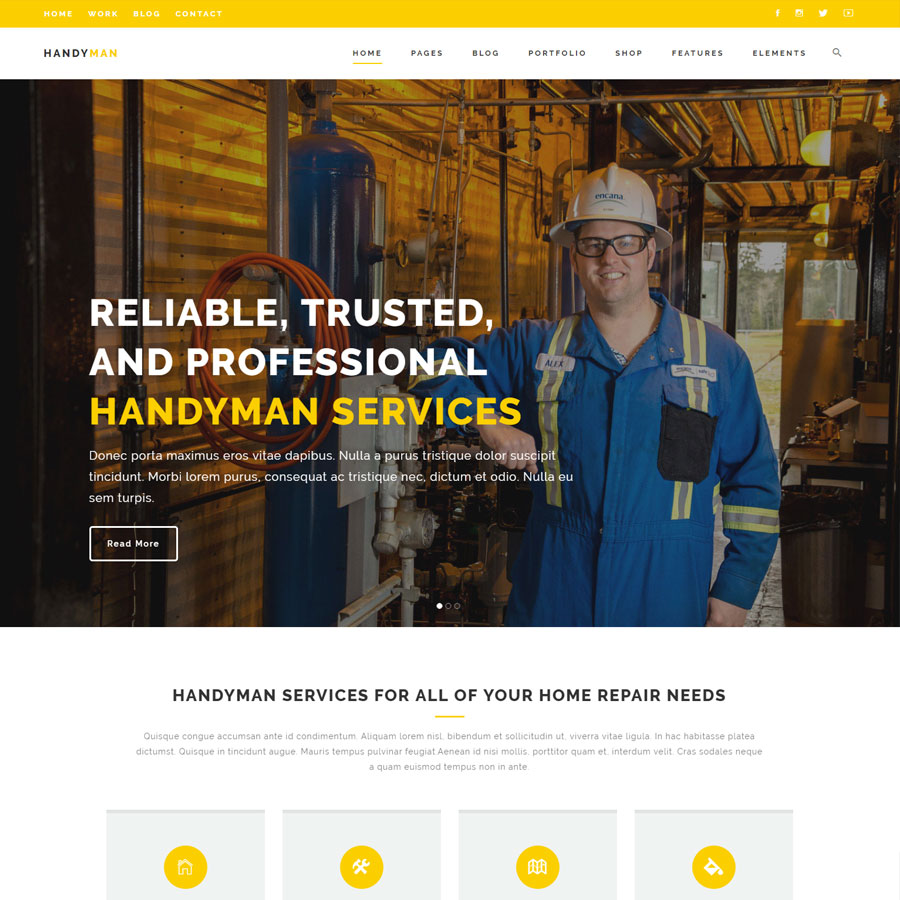 HOME WORK BLOG CONTACT
HANDYMAN
HOME PAGES BLOG PORTFOLIO SHOP FEATURES ELEMENTS
encana
RELIABLE, TRUSTED,
AND PROFESSIONAL
ALEX
HANDYMAN SERVICES
Donec porta maximus eros vitae dapibus. Nulla a purus tristique dolor suscipit
tincidunt. Morbi lorem purus, consequat ac tristique nec, dictum et odio. Nulla eu
sem turpis.
Read More
HANDYMAN SERVICES FOR ALL OF YOUR HOME REPAIR NEEDS
Quisque congue accumsan ante id condimentum. Aliquam lorem nisl, bibendum et sollicitudin ut, viverra vitae ligula. In hac habitasse platea
dictumst. Quisque in tincidunt augue. Mauris tempus pulvinar feugiat.Aenean id nisi mollis, porttitor quam et, interdum velit. Cras sodales neque
a quam euismod tempus non in ante.